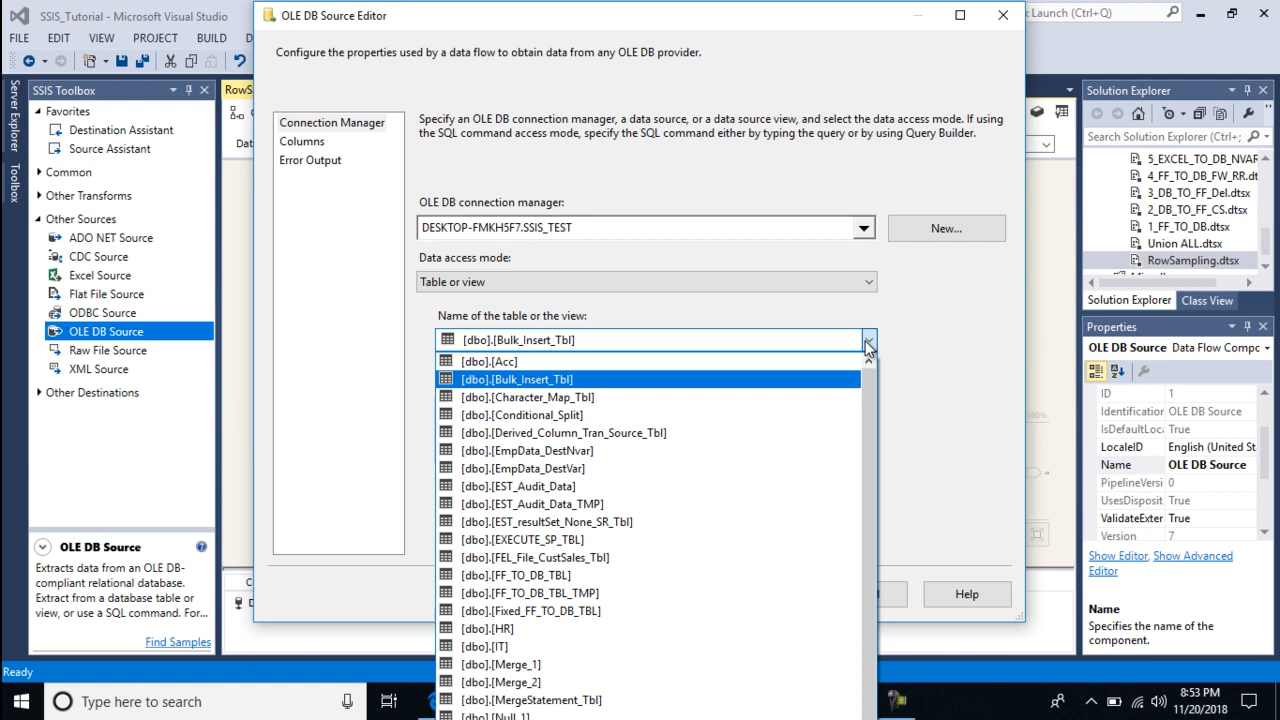 SSIS_Tutorial - Microsoft Visual Studio
OLE DB Source Editor
Launch (Ctrl+Q)
FILE EDIT VIEW PROJECT BUILD
Server Explorer
Toolbox
SSIS Toolbox
Favorites
Destination Assistant
Source Assistant
Common
Other Transforms
Other Sources
ADO NET Source
CDC Source
Excel Source
Flat File Source
ODBC Source
OLE DB Source
Raw File Source
XML Source
Other Destinations
OLE DB Source
Extracts data from an OLE DB-
compliant relational database.
Extract from a database table or
view, or use a SQL command. For...
Find Samples
Configure the properties used by a data flow to obtain data from any OLE DB provider.
Connection Manager
Columns
Error Output
Specify an OLE DB connection manager, a data source, or a data source view, and select the data access mode. If using
the SQL command access mode, specify the SQL command either by typing the query or by using Query Builder.
OLE DB connection manager:
DESKTOP-FMKH5F7.SSIS_TEST
New...
Data access mode:
Table or view
Name of the table or the view:
[dbo].[Bulk_Insert_Tbl]
[dbo].[Acc]
[dbo].[Bulk_Insert_Tbl]
[dbo].[Character_Map_Tbl]
[dbo].[Conditional_Split]
[dbo].[Derived_Column_Tran_Source_Tbl]
[dbo].[EmpData_DestNvar]
[dbo].[EmpData_DestVar]
[dbo].[EST_Audit_Data]
[dbo].[EST_Audit_Data_TMP]
[dbo].[EST_resultSet_None_SR_Tbl]
[dbo].[EXECUTE_SP_TBL]
[dbo].[FEL_File_CustSales_Tbl]
[dbo].[FF_TO_DB_TBL]
[dbo].[FF_TO_DB_TBL_TMP]
[dbo].[Fixed_FF_TO_DB_TBL]
[dbo].[HR]
[dbo].[IT]
[dbo].[Merge_1]
[dbo].[Merge_2]
[dbo].[MergeStatement_Tbl]
[dbo].[Null_1]
Help
Solution Explorer
Search Solution Explorer (Ctrl+;
5_EXCEL_TO_DB_NVAR
4_FF_TO_DB_FW_RR.dt
3_DB_TO_FF_Del.dtsx
2_DB_TO_FF_CS.dtsx
1_FF_TO_DB.dtsx
Union ALL.dtsx
RowSampling.dtsx
Solution Explorer Class View
Properties
OLE DB Source Data Flow Compc
ID 1
Identification OLE DB Source
IsDefaultLoca True
LocaleID English (United St
Name OLE DB Source
PipelineVersi 0
UsesDisposit True
ValidateExter True
Version 7
Show Editor, Show Advanced
Editor
Name
Specifies the name of the
component.
100%
Ready
Type here to search
8:53 PM
11/20/2018